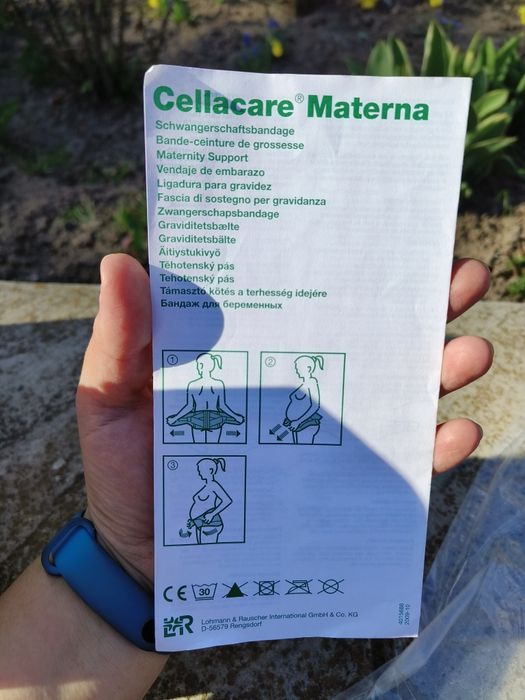 Cellacare® Materna
Schwangerschaftsbandage
Bande-ceinture de grossesse
Maternity Support
Vendaje de embarazo
Ligadura para gravidez
Fascia di sostegno per gravidanza
Zwangerschapsbandage
Graviditetsbælte
Graviditetsbälte
Äitiystukivyö
Těhotenský pás
Tehotenský pás
Támasztó kötés a terhesség idejére
Бандаж для беременных
1
2
3
CE 30
L&R
Lohmann & Rauscher International GmbH & Co. KG
D-56579 Rengsdorf
2009-10